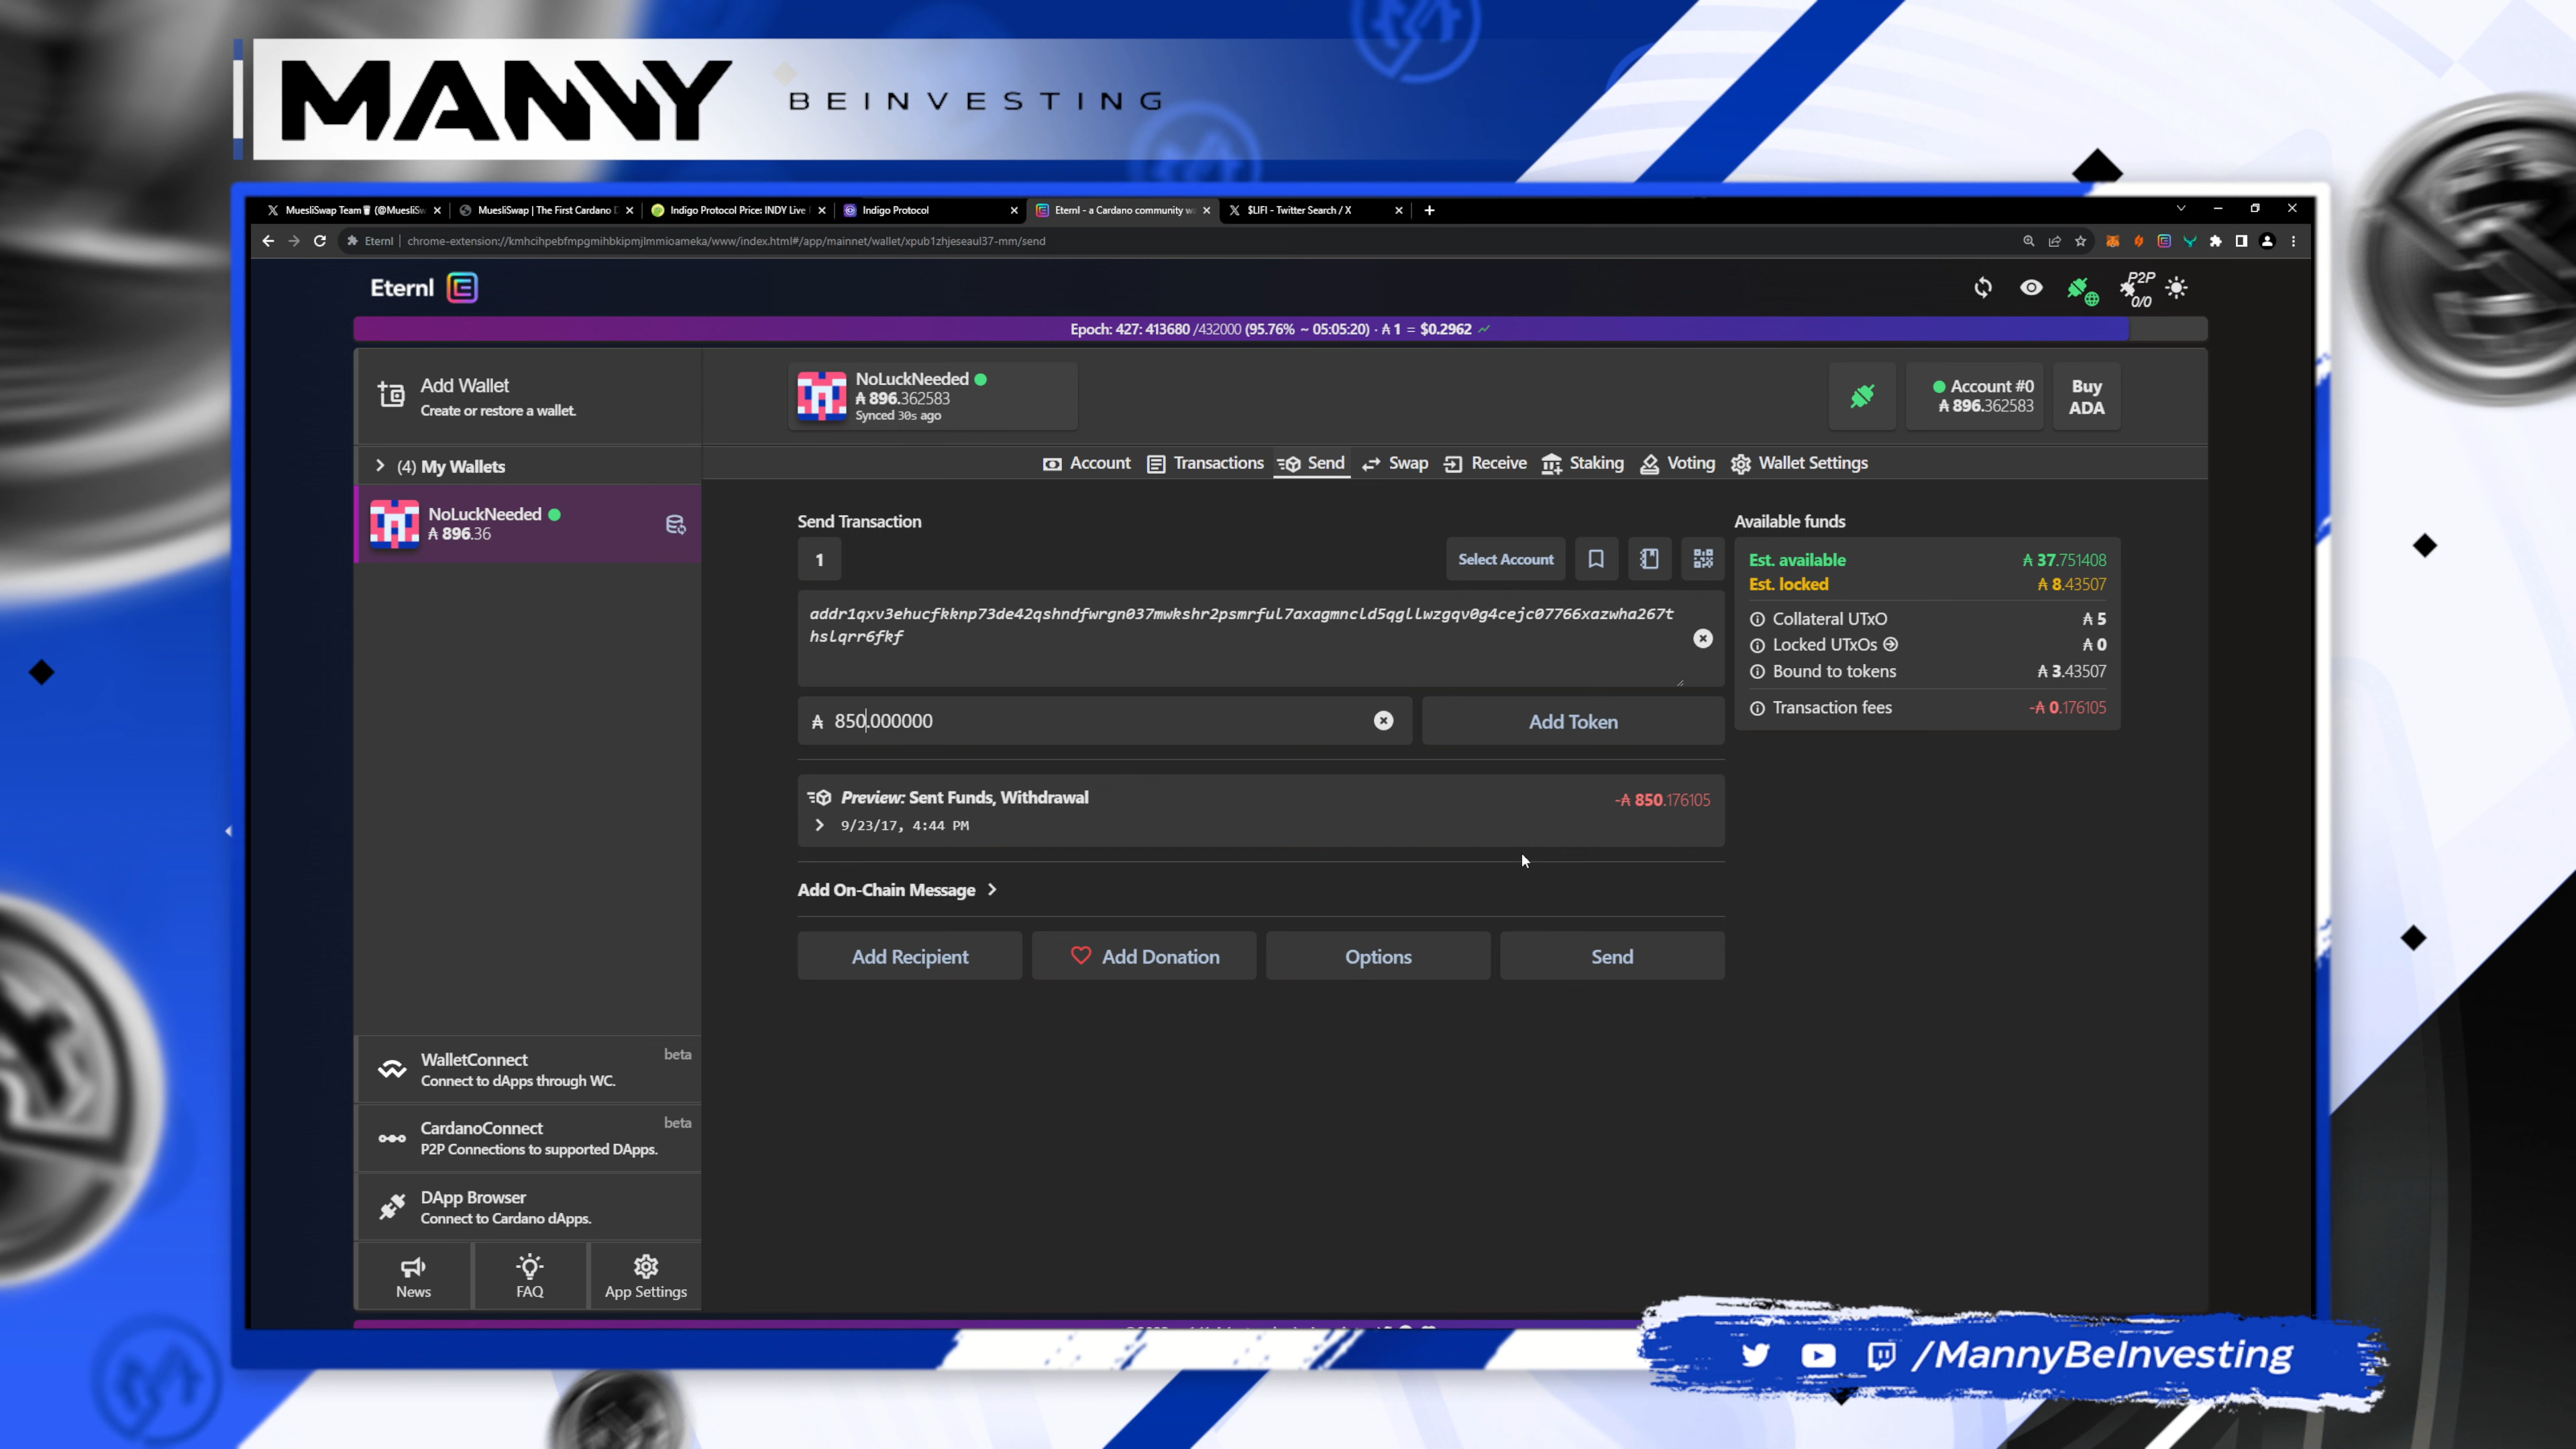 MANNY BEINVESTING
MuesliSwap Team (@MuesliSw
MuesliSwap | The First Cardano D
Indigo Protocol Price: INDY Live
Indigo Protocol
Eternl - a Cardano community w
$LIFI - Twitter Search / X
Eternl | chrome-extension://kmhcihpebfmpgmihbkipmjlmmioameka/www/index.html#/app/mainnet/wallet/xpub1zhjeseaul37-mm/send
Eternl
P2P
0/0
Epoch: 427: 413680 /432000 (95.76% ~ 05:05:20) · ₳ 1 = $0.2962
Add Wallet
Create or restore a wallet.
NoLuckNeeded
₳ 896.362583
Synced 30s ago
Account #0
₳ 896.362583
Buy
ADA
(4) My Wallets
Account Transactions Send Swap Receive Staking Voting Wallet Settings
NoLuckNeeded
₳ 896.36
Send Transaction
1
Select Account
addr1qxv3ehucfkknp73de42qshndfwrgn037mwkshr2psmrful7axagmncld5qgllwzgqv0g4cejc07766xazwha267t
hslqrr6fkf
₳ 850.000000
Add Token
Preview: Sent Funds, Withdrawal
-₳ 850.176105
9/23/17, 4:44 PM
Add On-Chain Message
Add Recipient
Add Donation
Options
Send
Available funds
Est. available ₳ 37.751408
Est. locked ₳ 8.43507
Collateral UTxO ₳ 5
Locked UTxOs ₳ 0
Bound to tokens ₳ 3.43507
Transaction fees -₳ 0.176105
WalletConnect beta
Connect to dApps through WC.
CardanoConnect beta
P2P Connections to supported DApps.
DApp Browser
Connect to Cardano dApps.
News
FAQ
App Settings
/MannyBeInvesting